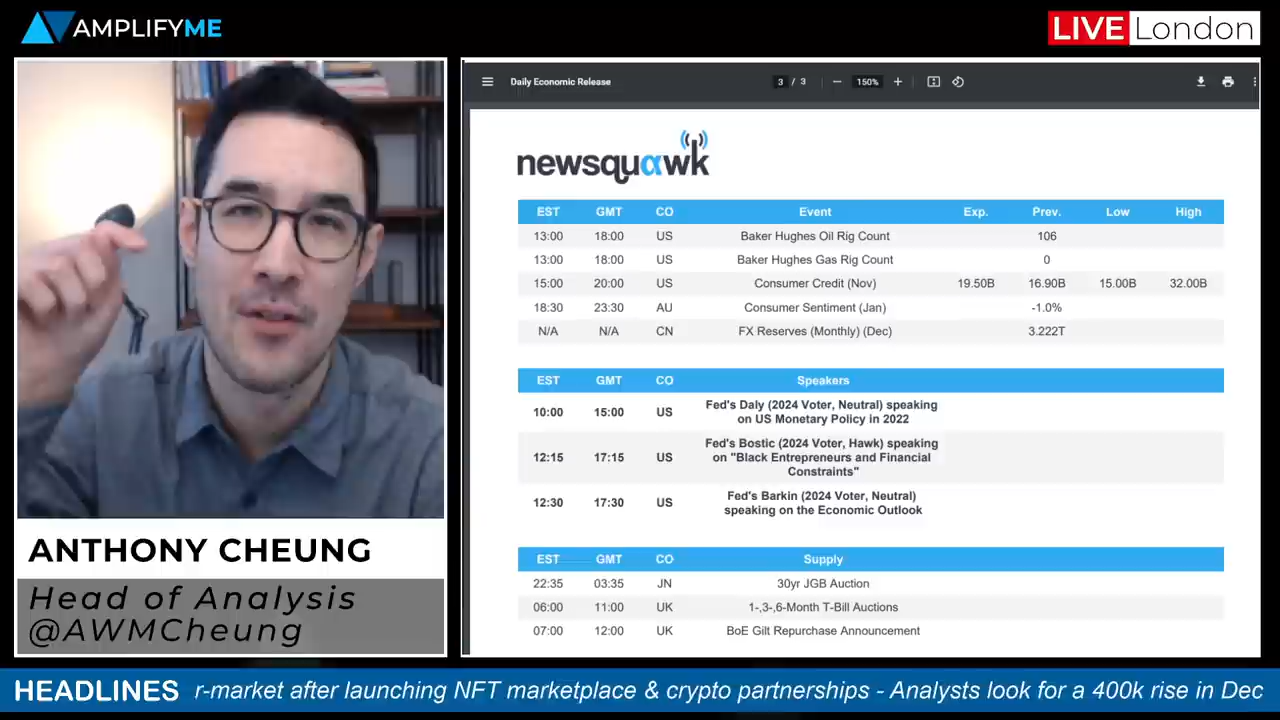 AMPLIFYME
LIVE London
Daily Economic Release
3 / 3
150%
newsquawk
EST GMT CO Event Exp. Prev. Low High
13:00 18:00 US Baker Hughes Oil Rig Count 106
13:00 18:00 US Baker Hughes Gas Rig Count 0
15:00 20:00 US Consumer Credit (Nov) 19.50B 16.90B 15.00B 32.00B
18:30 23:30 AU Consumer Sentiment (Jan) -1.0%
N/A N/A CN FX Reserves (Monthly) (Dec) 3.222T
EST GMT CO Speakers
10:00 15:00 US Fed's Daly (2024 Voter, Neutral) speaking
on US Monetary Policy in 2022
12:15 17:15 US Fed's Bostic (2024 Voter, Hawk) speaking
on "Black Entrepreneurs and Financial
Constraints"
12:30 17:30 US Fed's Barkin (2024 Voter, Neutral)
speaking on the Economic Outlook
EST GMT CO Supply
22:35 03:35 JN 30yr JGB Auction
06:00 11:00 UK 1-,3-,6-Month T-Bill Auctions
07:00 12:00 UK BoE Gilt Repurchase Announcement
ANTHONY CHEUNG
Head of Analysis
@AWMCheung
HEADLINES r-market after launching NFT marketplace & crypto partnerships - Analysts look for a 400k rise in Dec